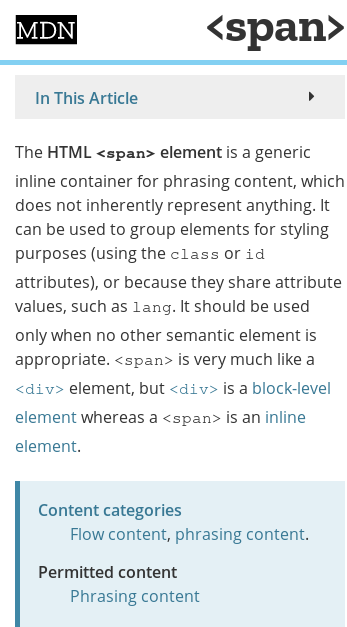 MDN
<span>
In This Article
The HTML <span> element is a generic
inline container for phrasing content, which
does not inherently represent anything. It
can be used to group elements for styling
purposes (using the class or id
attributes), or because they share attribute
values, such as lang. It should be used
only when no other semantic element is
appropriate. <span> is very much like a
<div> element, but <div> is a block-level
element whereas a <span> is an inline
element.
Content categories
Flow content, phrasing content.
Permitted content
Phrasing content